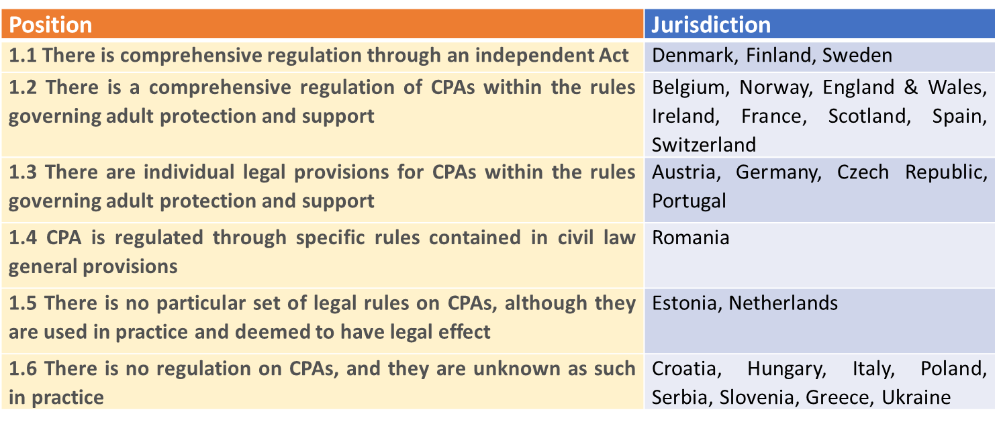 Position
Jurisdiction
1.1 There is comprehensive regulation through an independent Act
Denmark, Finland, Sweden
1.2 There is a comprehensive regulation of CPAs within the rules
governing adult protection and support
Belgium, Norway, England & Wales,
Ireland, France, Scotland, Spain,
Switzerland
1.3 There are individual legal provisions for CPAs within the rules
governing adult protection and support
Austria, Germany, Czech Republic,
Portugal
1.4 CPA is regulated through specific rules contained in civil law
general provisions
Romania
1.5 There is no particular set of legal rules on CPAs, although they
are used in practice and deemed to have legal effect
Estonia, Netherlands
1.6 There is no regulation on CPAs, and they are unknown as such
in practice
Croatia, Hungary, Italy, Poland,
Serbia, Slovenia, Greece, Ukraine